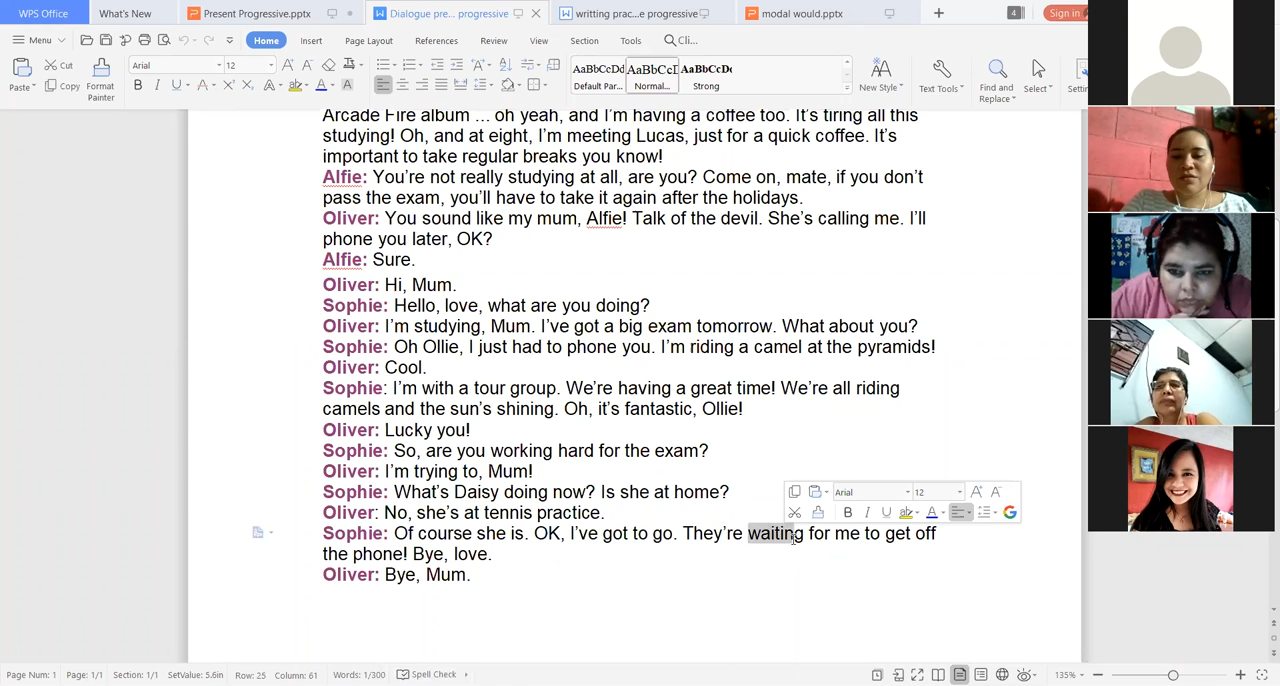 WPS Office
What's New
Present Progressive.pptx
Dialogue pre... progressive
writting prac...e progressive
modal would.pptx
4
Sign in
Menu
Home
Insert
Page Layout
References
Review
View
Section
Tools
Cli...
Paste
Cut
Copy
Format Painter
Arial
12
B I U
AaBbCcDd
Default Par...
AaBbCcD
Normal...
AaBbCcDd
Strong
New Style
Text Tools
Find and Replace
Select
Arcade Fire album ... oh yeah, and I'm having a coffee too. It's tiring all this
studying! Oh, and at eight, I'm meeting Lucas, just for a quick coffee. It's
important to take regular breaks you know!
Alfie: You're not really studying at all, are you? Come on, mate, if you don't
pass the exam, you'll have to take it again after the holidays.
Oliver: You sound like my mum, Alfie! Talk of the devil. She's calling me. I'll
phone you later, OK?
Alfie: Sure.
Oliver: Hi, Mum.
Sophie: Hello, love, what are you doing?
Oliver: I'm studying, Mum. I've got a big exam tomorrow. What about you?
Sophie: Oh Ollie, I just had to phone you. I'm riding a camel at the pyramids!
Oliver: Cool.
Sophie: I'm with a tour group. We're having a great time! We're all riding
camels and the sun's shining. Oh, it's fantastic, Ollie!
Oliver: Lucky you!
Sophie: So, are you working hard for the exam?
Oliver: I'm trying to, Mum!
Sophie: What's Daisy doing now? Is she at home?
Oliver: No, she's at tennis practice.
Sophie: Of course she is. OK, I've got to go. They're waiting for me to get off
the phone! Bye, love.
Oliver: Bye, Mum.
Arial
12
B I U
Page Num: 1
Page: 1/1
Section: 1/1
SetValue: 5.6in
Row: 25
Column: 61
Words: 1/300
Spell Check
135%